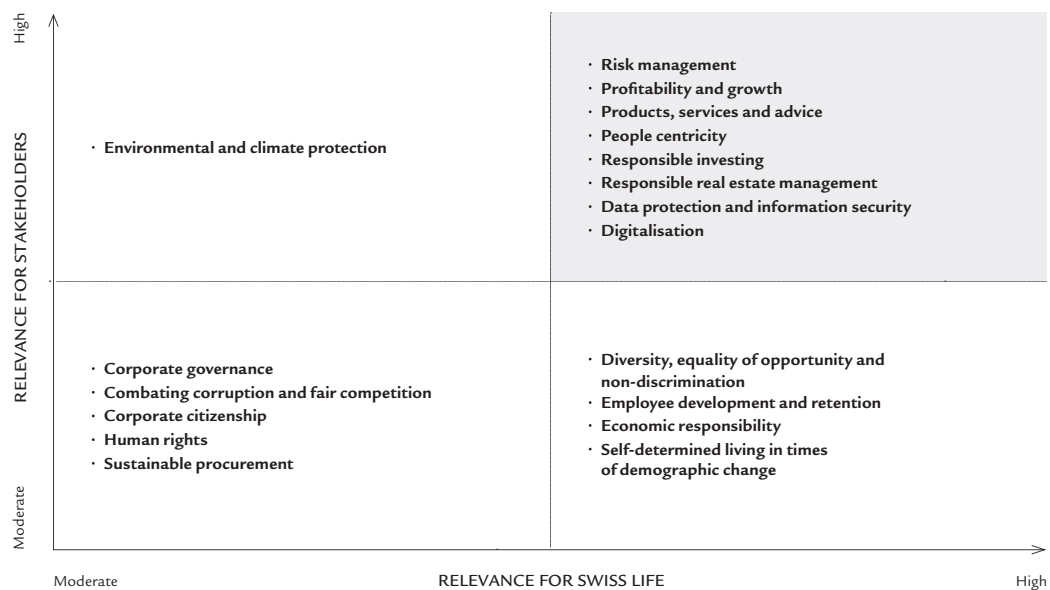 High
RELEVANCE FOR STAKEHOLDERS
Moderate
· Environmental and climate protection
· Risk management
· Profitability and growth
· Products, services and advice
· People centricity
· Responsible investing
· Responsible real estate management
· Data protection and information security
· Digitalisation
· Corporate governance
· Combating corruption and fair competition
· Corporate citizenship
· Human rights
· Sustainable procurement
· Diversity, equality of opportunity and
non-discrimination
· Employee development and retention
· Economic responsibility
· Self-determined living in times
of demographic change
Moderate
RELEVANCE FOR SWISS LIFE
High